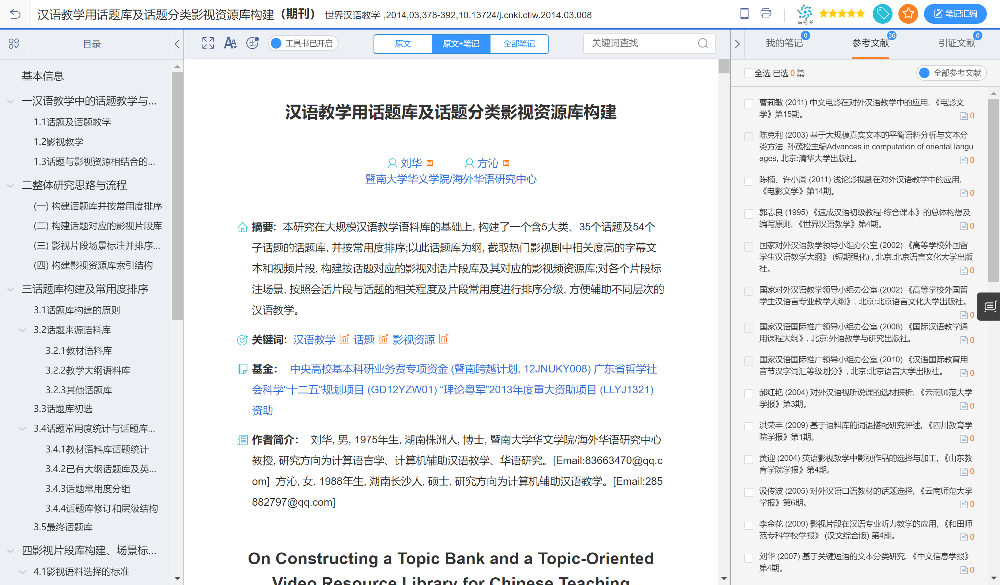 汉语教学用话题库及话题分类影视资源库构建（期刊） 世界汉语教学 ,2014,03,378-392,10.13724/j.cnki.ctiw.2014.03.008
知网节
笔记汇编
目录
基本信息
一汉语教学中的话题教学与...
1.1话题及话题教学
1.2影视教学
1.3话题与影视资源相结合的...
二整体研究思路与流程
(一) 构建话题库并按常用度排序
(二) 构建话题对应的影视片段库
(三) 影视片段场景标注并排序...
(四) 构建影视资源库索引结构
三话题库构建及常用度排序
3.1话题库构建的原则
3.2话题来源语料库
3.2.1教材语料库
3.2.2教学大纲语料库
3.2.3其他话题库
3.3话题库初选
3.4话题常用度统计与话题库...
3.4.1教材语料库话题统计
3.4.2已有大纲话题库及英...
3.4.3话题常用度分组
3.4.4话题库修订和层级结构
3.5最终话题库
四影视片段库构建、场景标...
4.1影视语料选择的标准
比
工具书已开启
原文
原文+笔记
全部笔记
关键词查找
汉语教学用话题库及话题分类影视资源库构建
刘华 方沁
暨南大学华文学院/海外华语研究中心
摘要: 本研究在大规模汉语教学语料库的基础上, 构建了一个含5大类、35个话题及54个
子话题的话题库, 并按常用度排序;以此话题库为纲, 截取热门影视剧中相关度高的字幕文
本和视频片段, 构建按话题对应的影视对话片段库及其对应的影视频资源库;对各个片段标
注场景, 按照会话片段与话题的相关程度及片段常用度进行排序分级, 方便辅助不同层次的
汉语教学。
关键词: 汉语教学 话题 影视资源
基金： 中央高校基本科研业务费专项资金 (暨南跨越计划, 12JNUKY008) 广东省哲学社
会科学“十二五”规划项目 (GD12YZW01) “理论粤军”2013年度重大资助项目 (LLYJ1321)
资助
作者简介： 刘华, 男, 1975年生, 湖南株洲人, 博士, 暨南大学华文学院/海外华语研究中心
教授, 研究方向为计算语言学、计算机辅助汉语教学、华语研究。[Email:83663470@qq.c
om] 方沁, 女, 1988年生, 湖南长沙人, 硕士, 研究方向为计算机辅助汉语教学。[Email:285
882797@qq.com]
On Constructing a Topic Bank and a Topic-Oriented
Video Resource Library for Chinese Teaching
我的笔记 0
参考文献 36
引证文献 0
全选 已选 0 篇
全部参考文献
曹莉敏 (2011) 中文电影在对外汉语教学中的应用, 《电影文
学》第15期。 0
陈克利 (2003) 基于大规模真实文本的平衡语料分析与文本分
类方法, 孙茂松主编Advances in computation of oriental langu
ages, 北京:清华大学出版社。 0
陈楠、许小周 (2011) 浅论影视剧在对外汉语教学中的应用,
《电影文学》第14期。 0
郭志良 (1995) 《速成汉语初级教程·综合课本》的总体构想及
编写原则, 《世界汉语教学》第4期。 0
国家对外汉语教学领导小组办公室 (2002) 《高等学校外国留
学生汉语教学大纲》 (短期强化) , 北京:北京语言文化大学出版
社。 0
国家对外汉语教学领导小组办公室 (2002) 《高等学校外国留
学生汉语言专业教学大纲》, 北京:北京语言文化大学出版社。
0
国家汉语国际推广领导小组办公室 (2008) 《国际汉语教学通
用课程大纲》, 北京:外语教学与研究出版社。 0
国家汉语国际推广领导小组办公室 (2010) 《汉语国际教育用
音节汉字词汇等级划分》, 北京:北京语言大学出版社。 0
郝红艳 (2004) 对外汉语视听说课的选材探析, 《云南师范大学
学报》第3期。 0
洪荣丰 (2009) 基于语料库的词语搭配研究评述, 《四川教育学
院学报》第1期。 0
黄迎 (2004) 英语影视教学中影视作品的选择与加工, 《山东教
育学院学报》第4期。 0
汲传波 (2005) 对外汉语口语教材的话题选择, 《云南师范大学
学报》第6期。 0
李金花 (2009) 影视片段在汉语专业听力教学的应用, 《和田师
范专科学校学报》 (汉文综合版) 第4期。 0
刘华 (2007) 基于关键短语的文本分类研究, 《中文信息学报》
第4期。 0